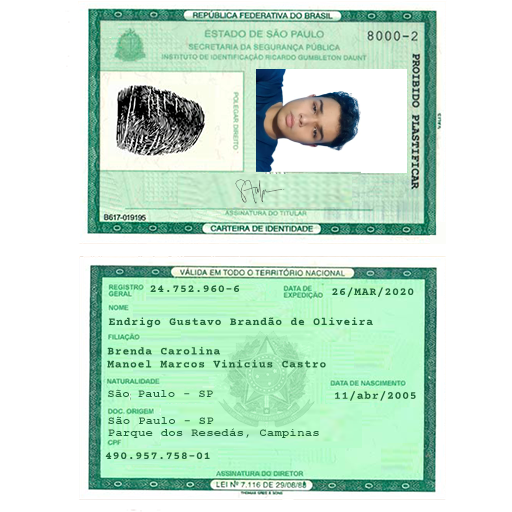 REPÚBLICA FEDERATIVA DO BRASIL
ESTADO DE SÃO PAULO
8000-2
SECRETARIA DA SEGURANÇA PÚBLICA
INSTITUTO DE IDENTIFICAÇÃO RICARDO GUMBLETON DAUNT
POLEGAR DIREITO
PROIBIDO PLASTIFICAR
B617-019195
ASSINATURA DO TITULAR
CARTEIRA DE IDENTIDADE
VÁLIDA EM TODO O TERRITÓRIO NACIONAL
REGISTRO GERAL 24.752.960-6 DATA DE EXPEDIÇÃO 26/MAR/2020
NOME
Endrigo Gustavo Brandão de Oliveira
FILIAÇÃO
Brenda Carolina
Manoel Marcos Vinicius Castro
NATURALIDADE DATA DE NASCIMENTO
São Paulo - SP 11/abr/2005
DOC. ORIGEM
São Paulo - SP
Parque dos Resedás, Campinas
CPF
490.957.758-01
ASSINATURA DO DIRETOR
LEI Nº 7.116 DE 29/08/83
THOMAS GREG & SONS